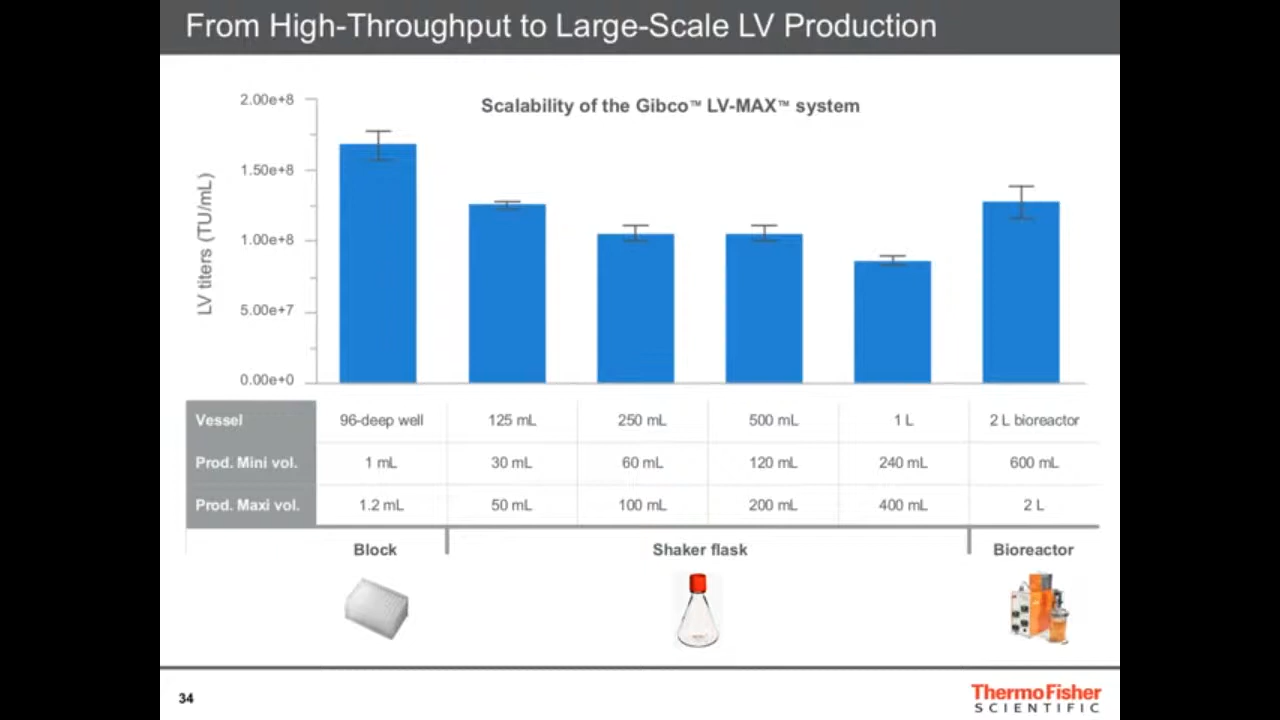 From High-Throughput to Large-Scale LV Production
Scalability of the Gibco™ LV-MAX™ system
LV titers (TU/mL)
2.00e+8
1.50e+8
1.00e+8
5.00e+7
0.00e+0
Vessel 96-deep well 125 mL 250 mL 500 mL 1 L 2 L bioreactor
Prod. Mini vol. 1 mL 30 mL 60 mL 120 mL 240 mL 600 mL
Prod. Maxi vol. 1.2 mL 50 mL 100 mL 200 mL 400 mL 2 L
Block Shaker flask Bioreactor
34
ThermoFisher
SCIENTIFIC